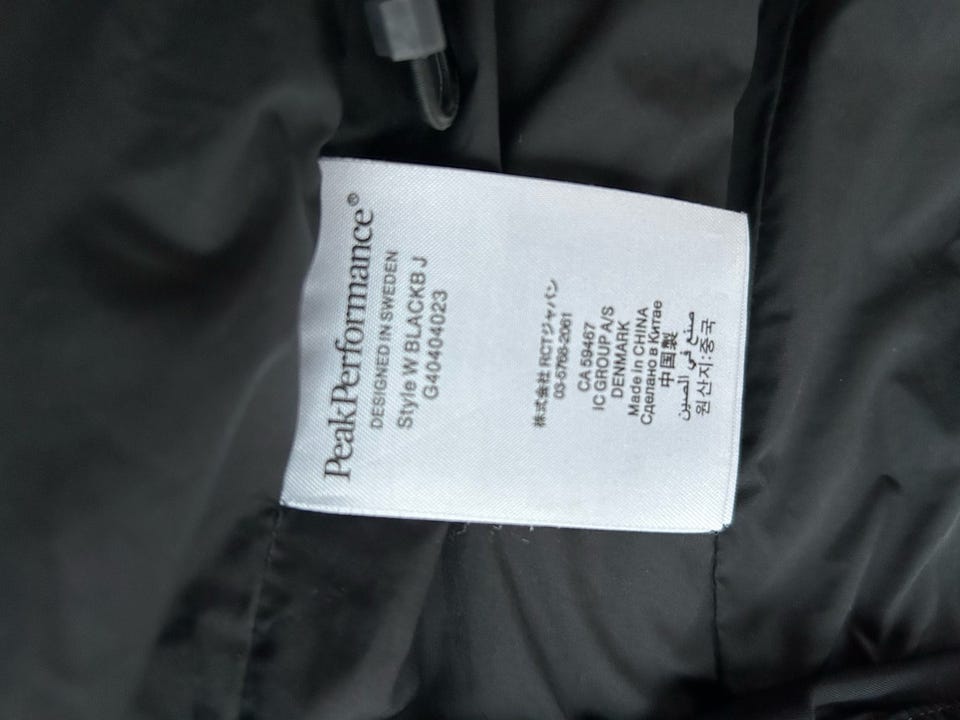 PeakPerformance®
DESIGNED IN SWEDEN
Style W BLACKB J
G40404023
株式会社 RCTジャパン
03-5768-2061
CA 59467
IC GROUP A/S
DENMARK
Made in CHINA
Сделано в Китае
中国製
صنع في الصين
원산지:중국